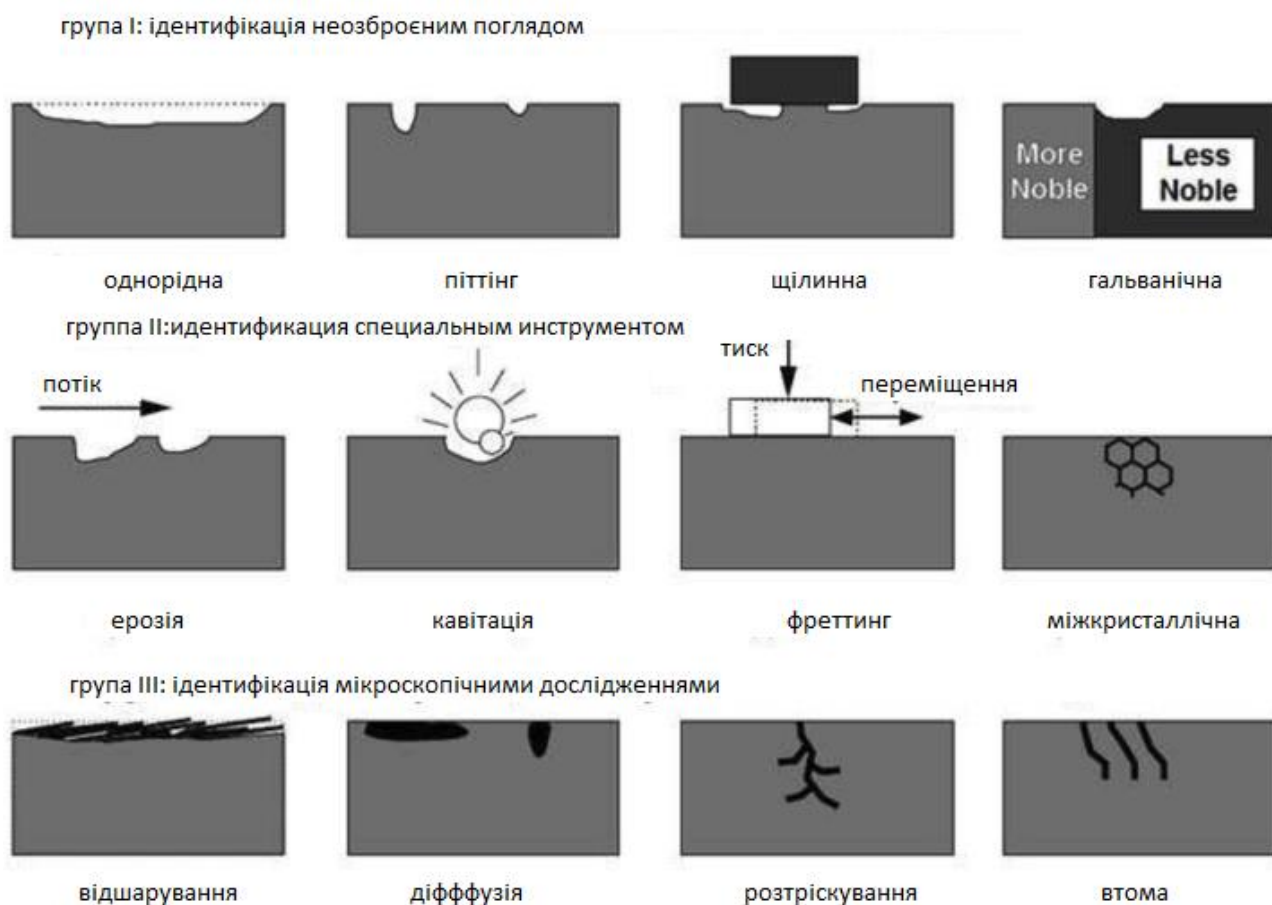 група I: ідентифікація неозброєним поглядом
More
Noble
Less
Noble
однорідна піттінг щілинна гальванічна
группа II:идентификация специальным инструментом
потік
тиск
переміщення
ерозія кавітація фреттинг міжкристаллічна
група III: ідентифікація мікроскопічними дослідженнями
відшарування діфффузія розтріскування втома